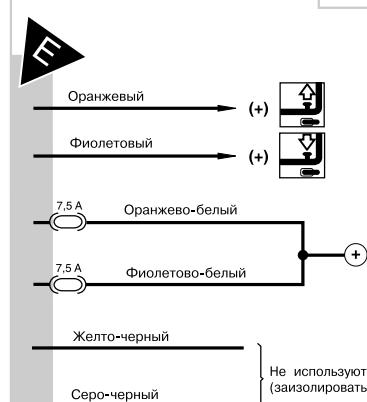 E
Оранжевый
(+)
Фиолетовый
(+)
7,5 А
Оранжево-белый
+
7,5 А
Фиолетово-белый
Желто-черный
Не используют
(заизолировать
Серо-черный